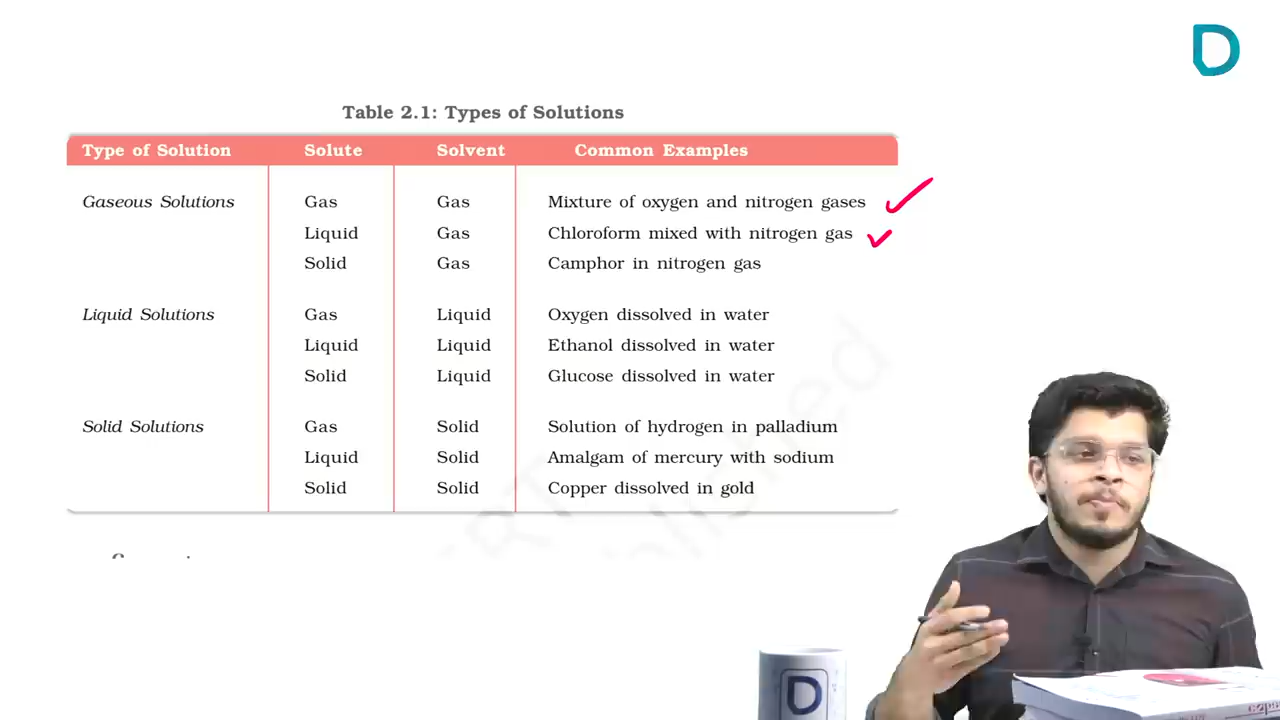 D
Table 2.1: Types of Solutions
Type of Solution Solute Solvent Common Examples
Gaseous Solutions Gas Gas Mixture of oxygen and nitrogen gases
Liquid Gas Chloroform mixed with nitrogen gas
Solid Gas Camphor in nitrogen gas
Liquid Solutions Gas Liquid Oxygen dissolved in water
Liquid Liquid Ethanol dissolved in water
Solid Liquid Glucose dissolved in water
Solid Solutions Gas Solid Solution of hydrogen in palladium
Liquid Solid Amalgam of mercury with sodium
Solid Solid Copper dissolved in gold
D